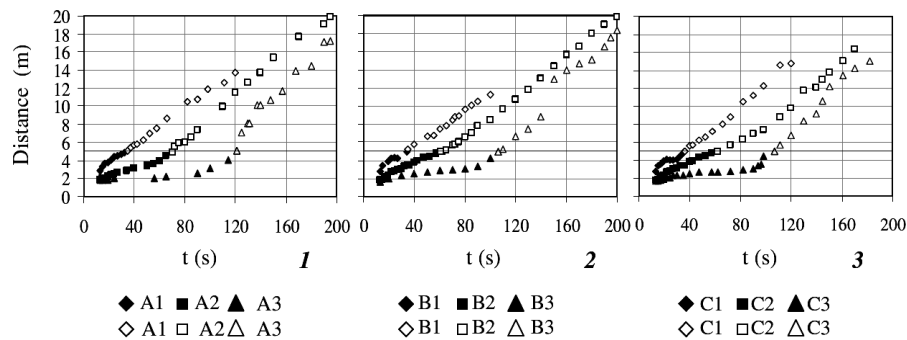 Distance (m)
20
18
16
14
12
10
8
6
4
2
0
0 40 80 120 160 200
0 40 80 120 160 200
0 40 80 120 160 200
t (s) 1
t (s) 2
t (s) 3
◆ A1 ■ A2 ▲ A3
◇ A1 □ A2 △ A3
◆ B1 ■ B2 ▲ B3
◇ B1 □ B2 △ B3
◆ C1 ■ C2 ▲ C3
◇ C1 □ C2 △ C3